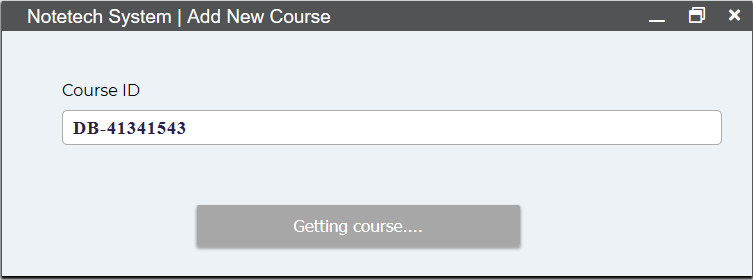 Notetech System | Add New Course
Course ID
DB-41341543
Getting course....